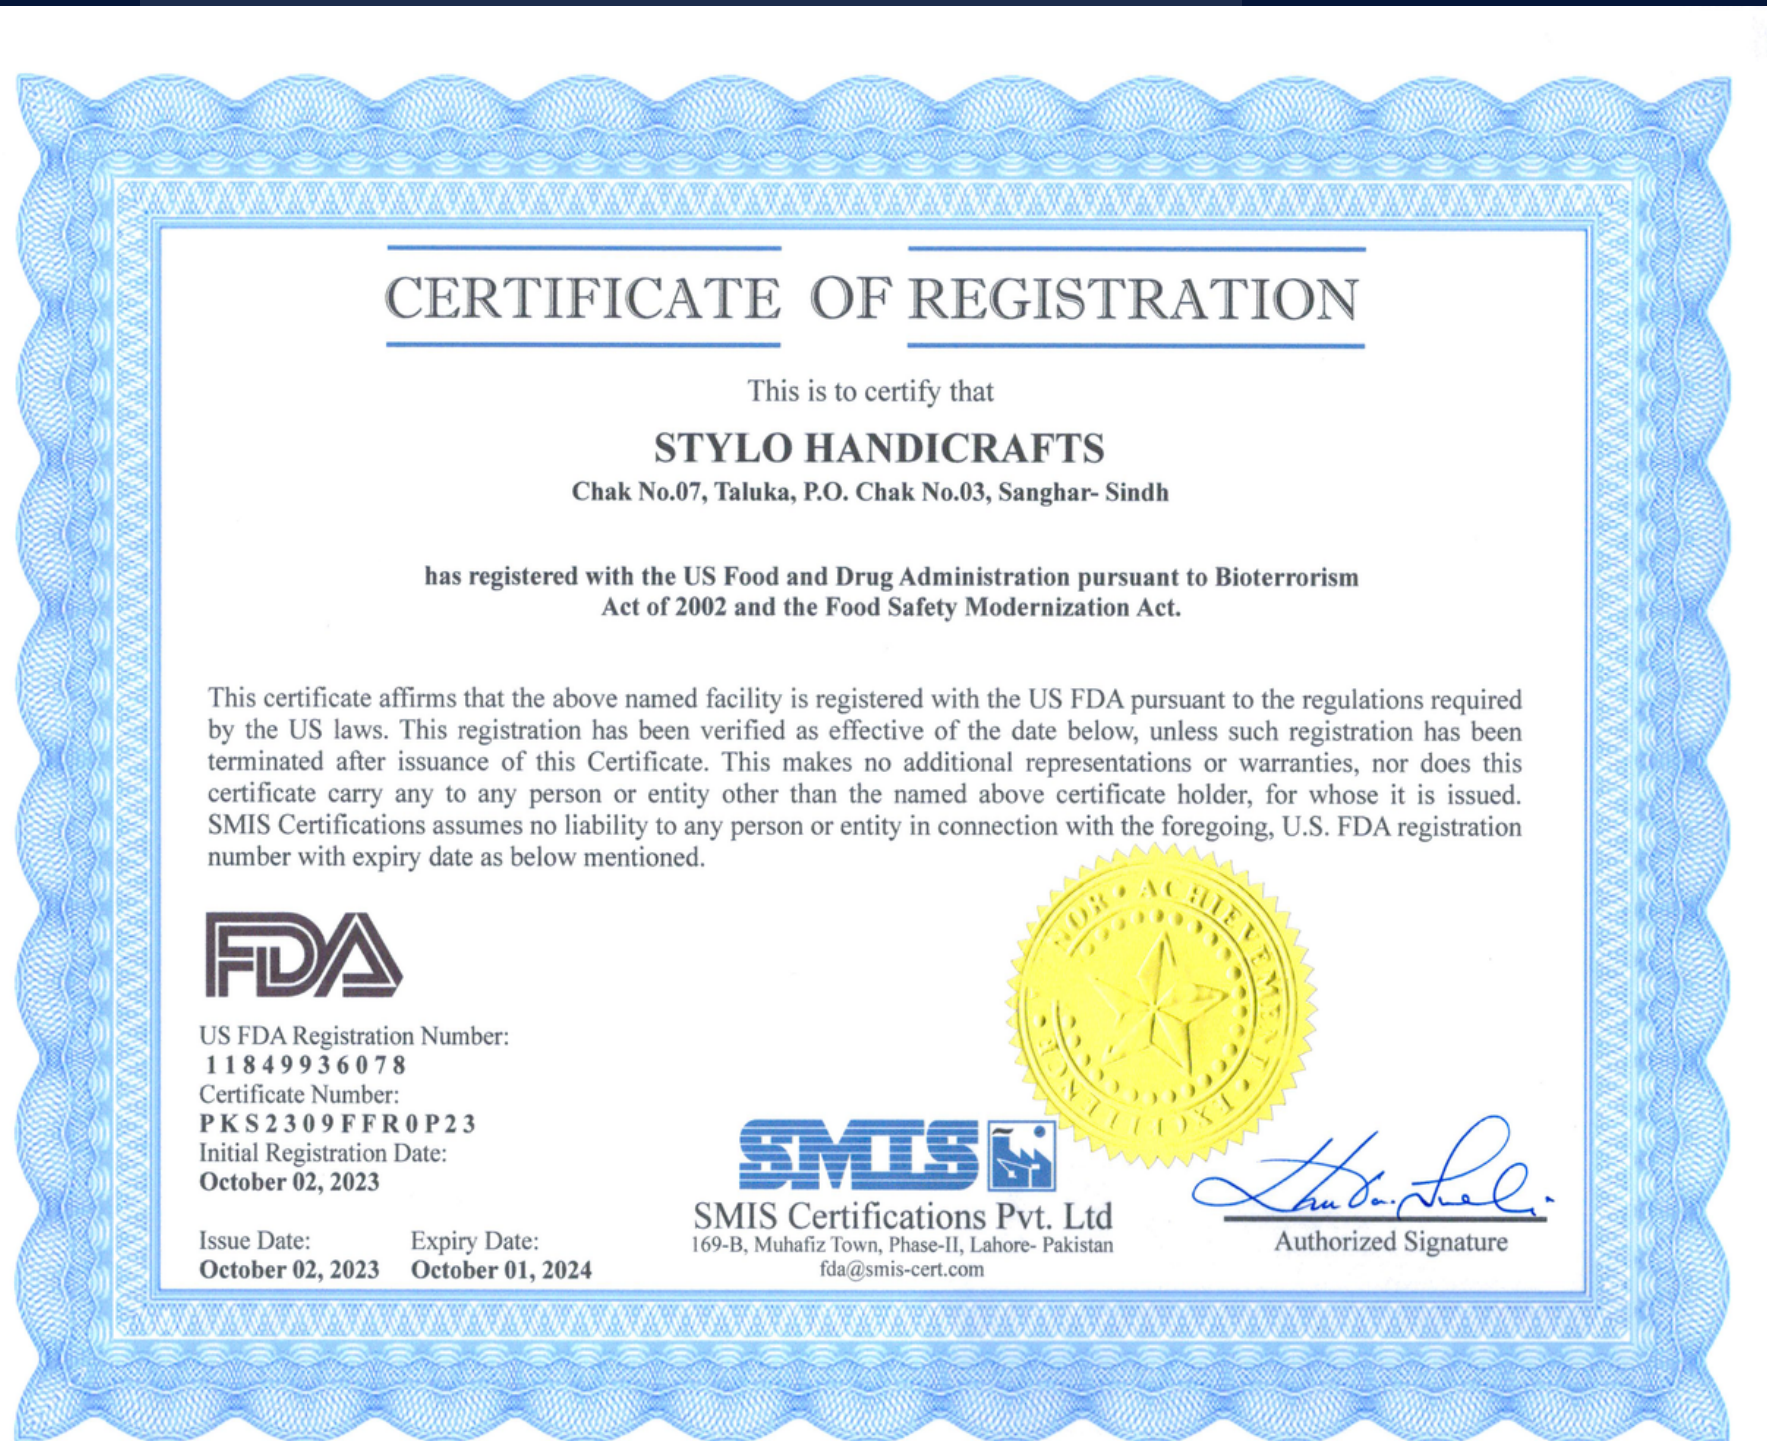 CERTIFICATE OF REGISTRATION
This is to certify that
STYLO HANDICRAFTS
Chak No.07, Taluka, P.O. Chak No.03, Sanghar- Sindh
has registered with the US Food and Drug Administration pursuant to Bioterrorism
Act of 2002 and the Food Safety Modernization Act.
This certificate affirms that the above named facility is registered with the US FDA pursuant to the regulations required
by the US laws. This registration has been verified as effective of the date below, unless such registration has been
terminated after issuance of this Certificate. This makes no additional representations or warranties, nor does this
certificate carry any to any person or entity other than the named above certificate holder, for whose it is issued.
SMIS Certifications assumes no liability to any person or entity in connection with the foregoing, U.S. FDA registration
number with expiry date as below mentioned.
FDA
US FDA Registration Number:
11849936078
Certificate Number:
PKS2309FFR0P23
Initial Registration Date:
October 02, 2023
Issue Date: Expiry Date:
October 02, 2023 October 01, 2024
ACHIEVEMENT • EXCELLENCE •
SMIS
SMIS Certifications Pvt. Ltd
169-B, Muhafiz Town, Phase-II, Lahore- Pakistan
fda@smis-cert.com
Authorized Signature